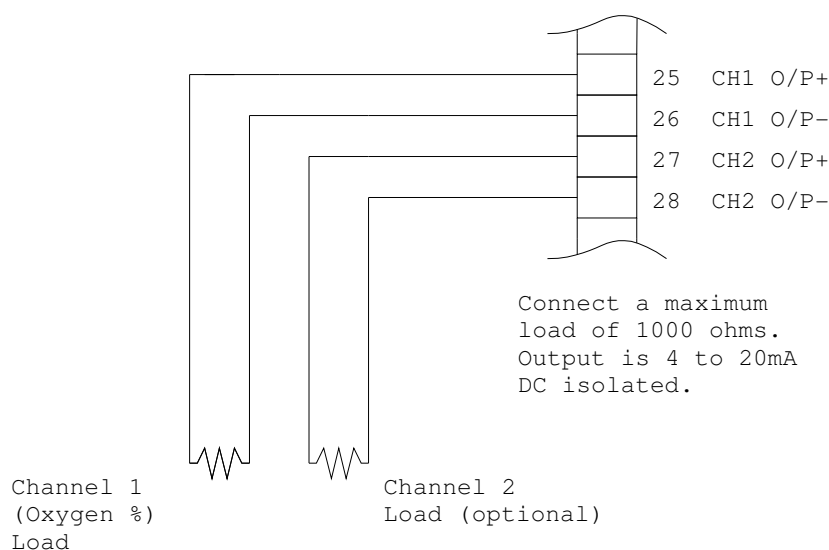 25 CH1 O/P+
26 CH1 O/P-
27 CH2 O/P+
28 CH2 O/P-
Connect a maximum
load of 1000 ohms.
Output is 4 to 20mA
DC isolated.
Channel 1
(Oxygen %)
Load
Channel 2
Load (optional)